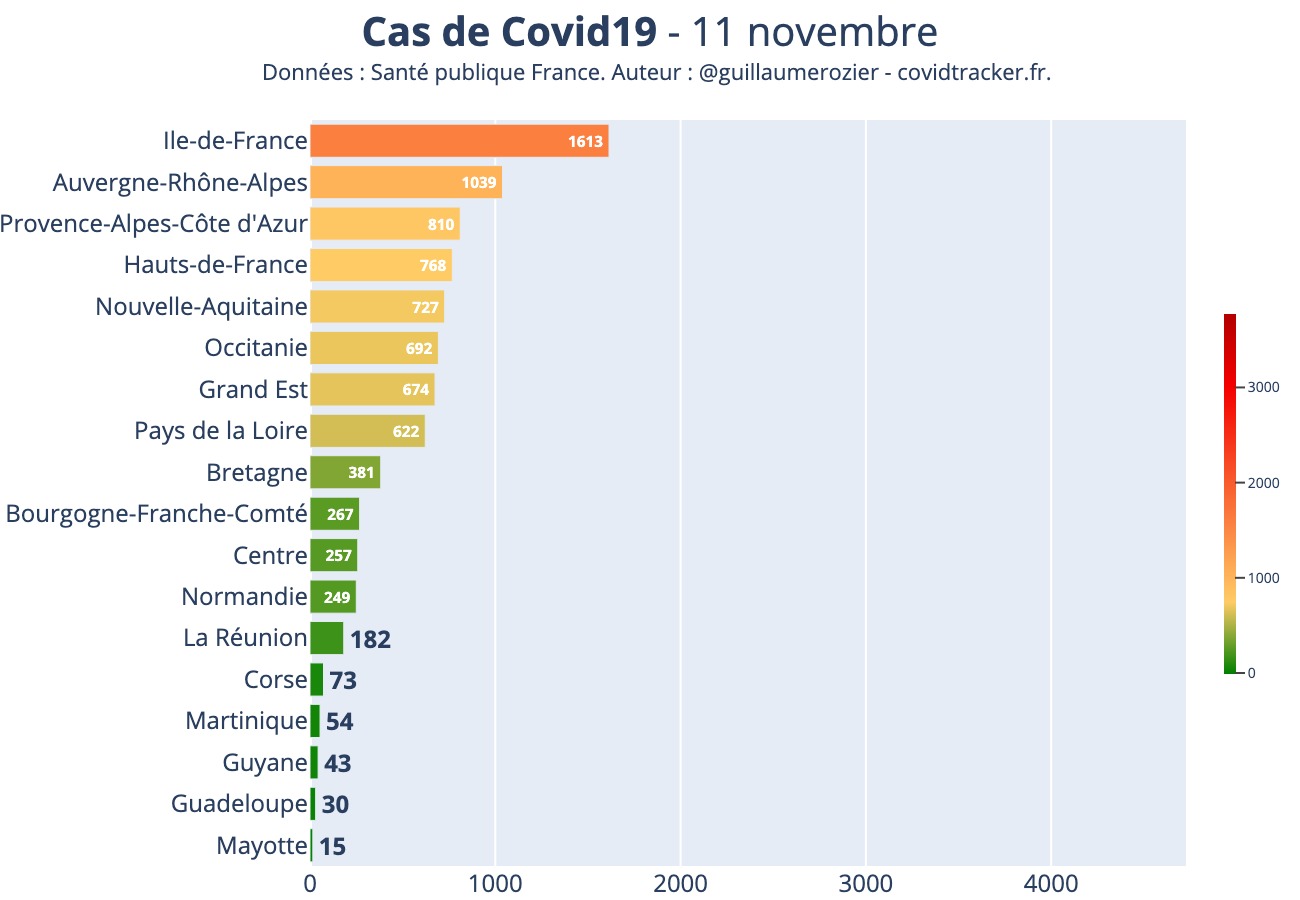 Cas de Covid19 - 11 novembre
Données : Santé publique France. Auteur : @guillaumerozier - covidtracker.fr.
Ile-de-France 1613
Auvergne-Rhône-Alpes 1039
Provence-Alpes-Côte d'Azur 810
Hauts-de-France 768
Nouvelle-Aquitaine 727
Occitanie 692
Grand Est 674
Pays de la Loire 622
Bretagne 381
Bourgogne-Franche-Comté 267
Centre 257
Normandie 249
La Réunion 182
Corse 73
Martinique 54
Guyane 43
Guadeloupe 30
Mayotte 15
0 1000 2000 3000 4000
3000
2000
1000
0